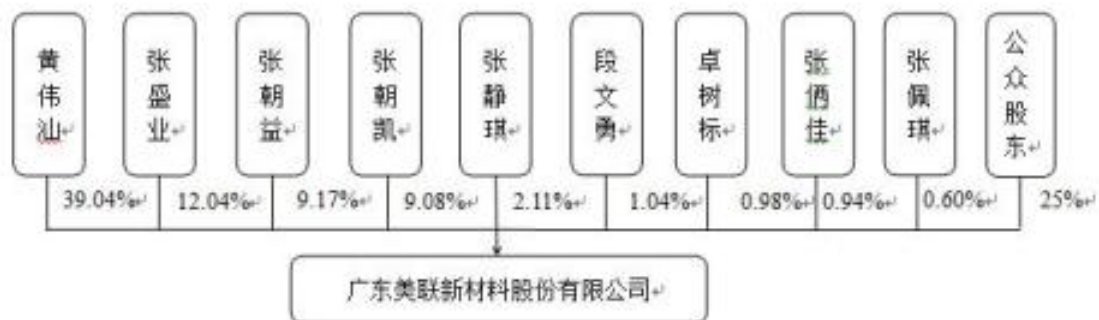 黄伟汕
张盛业
张朝益
张朝凯
张静琪
段文勇
卓树标
张俩佳
张佩琪
公众股东
39.04%
12.04%
9.17%
9.08%
2.11%
1.04%
0.98%
0.94%
0.60%
25%
广东美联新材料股份有限公司